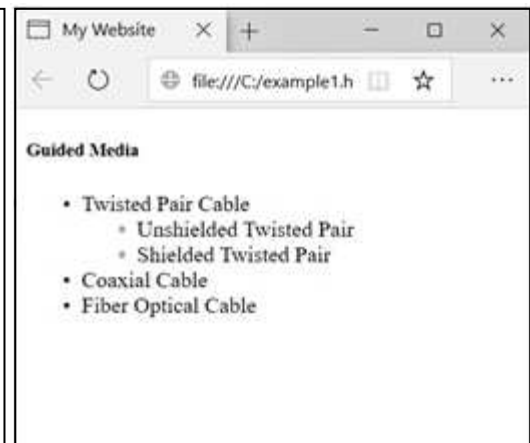 My Website
file:///C:/example1.h
Guided Media
• Twisted Pair Cable
◦ Unshielded Twisted Pair
◦ Shielded Twisted Pair
• Coaxial Cable
• Fiber Optical Cable